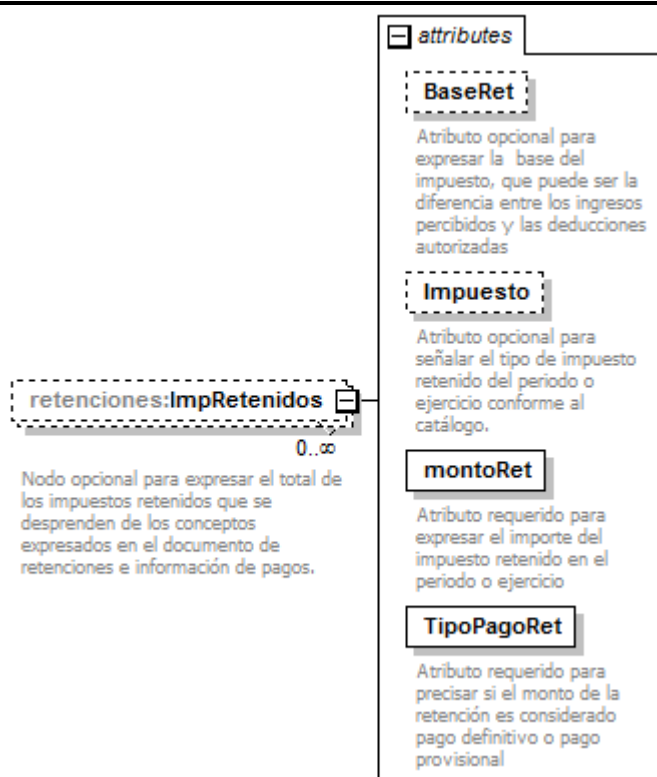 attributes
BaseRet
Atributo opcional para
expresar la base del
impuesto, que puede ser la
diferencia entre los ingresos
percibidos y las deducciones
autorizadas
Impuesto
Atributo opcional para
señalar el tipo de impuesto
retenido del periodo o
ejercicio conforme al
catálogo.
retenciones:ImpRetenidos
0..∞
Nodo opcional para expresar el total de
los impuestos retenidos que se
desprenden de los conceptos
expresados en el documento de
retenciones e información de pagos.
montoRet
Atributo requerido para
expresar el importe del
impuesto retenido en el
periodo o ejercicio
TipoPagoRet
Atributo requerido para
precisar si el monto de la
retención es considerado
pago definitivo o pago
provisional